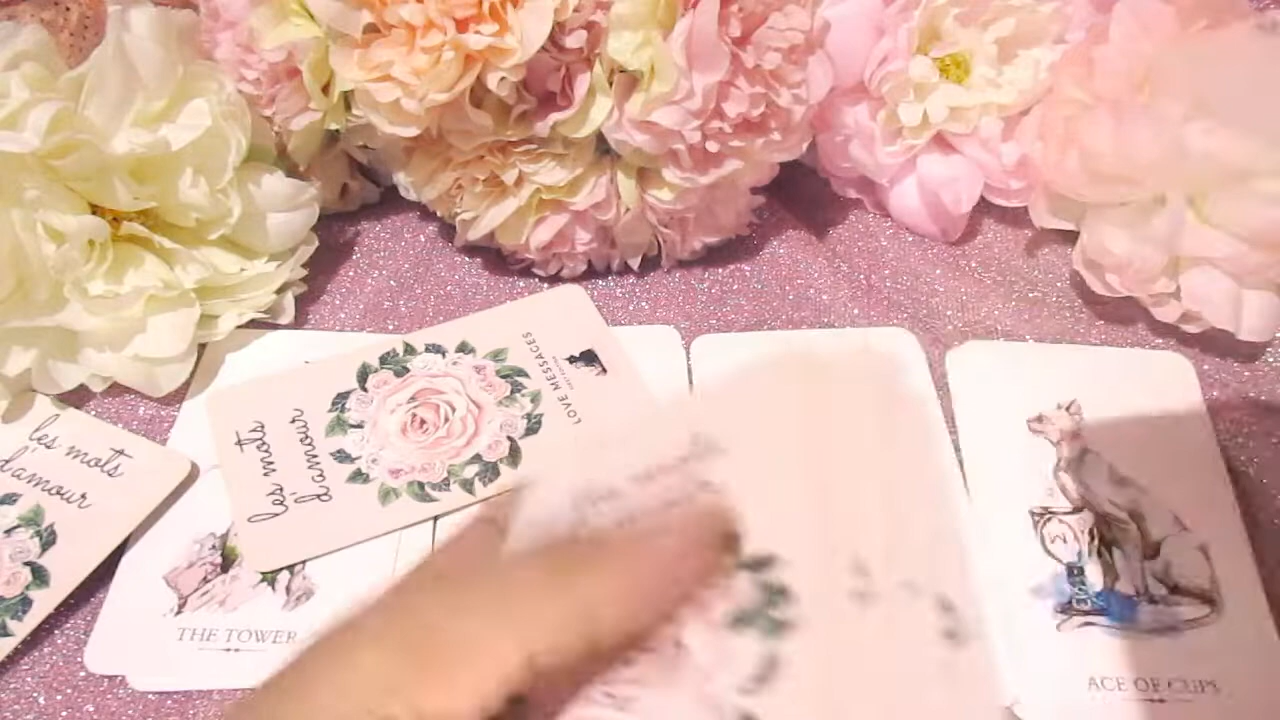 les mots
d'amour
les mots
d'amour
LOVE MESSAGES
THE TOWER
ACE OF CUPS